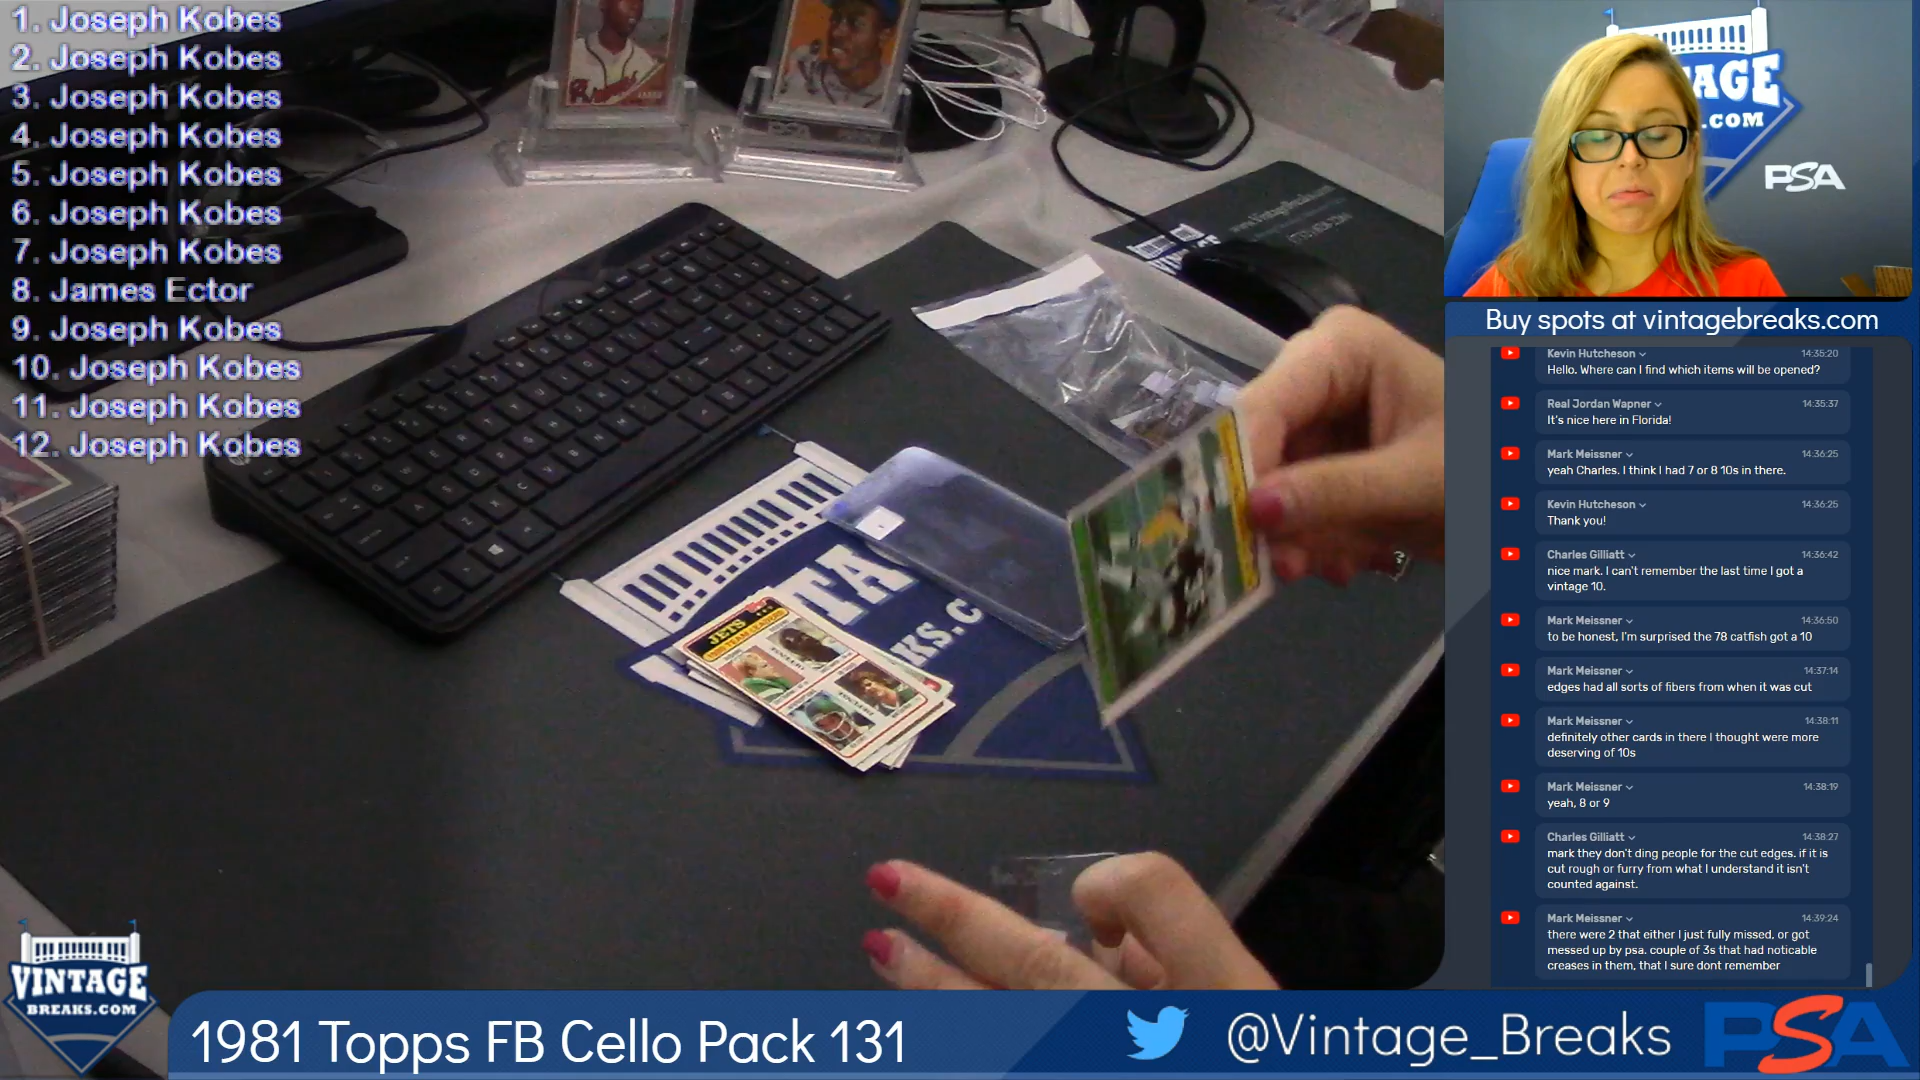 1. Joseph Kobes
2. Joseph Kobes
3. Joseph Kobes
4. Joseph Kobes
5. Joseph Kobes
6. Joseph Kobes
7. Joseph Kobes
8. James Ector
9. Joseph Kobes
10. Joseph Kobes
11. Joseph Kobes
12. Joseph Kobes
PSA
www.VintageBreaks.com
TA
KS.C
JETS
1980 TEAM LEADERS
AGE
.COM
PSA
Buy spots at vintagebreaks.com
Kevin Hutcheson 14:35:20
Hello. Where can I find which items will be opened?
Real Jordan Wapner 14:35:37
It's nice here in Florida!
Mark Meissner 14:36:25
yeah Charles. I think I had 7 or 8 10s in there.
Kevin Hutcheson 14:36:25
Thank you!
Charles Gilliatt 14:36:42
nice mark. I can't remember the last time I got a
vintage 10.
Mark Meissner 14:36:50
to be honest, I'm surprised the 78 catfish got a 10
Mark Meissner 14:37:14
edges had all sorts of fibers from when it was cut
Mark Meissner 14:38:11
definitely other cards in there I thought were more
deserving of 10s
Mark Meissner 14:38:19
yeah, 8 or 9
Charles Gilliatt 14:38:27
mark they don't ding people for the cut edges. if it is
cut rough or furry from what I understand it isn't
counted against.
Mark Meissner 14:39:24
there were 2 that either I just fully missed, or got
messed up by psa. couple of 3s that had noticable
creases in them, that I sure dont remember
VINTAGE
BREAKS.COM
1981 Topps FB Cello Pack 131
@Vintage_Breaks
PSA